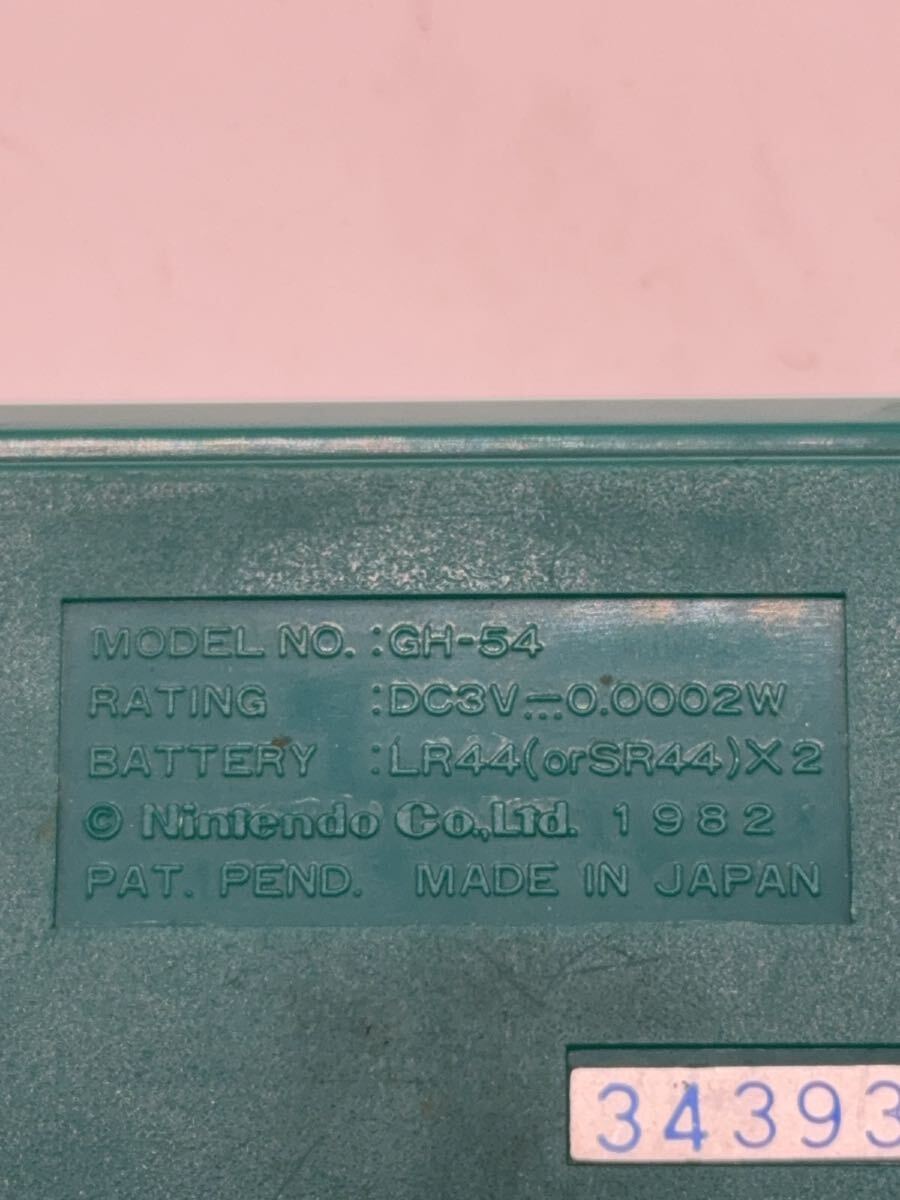 MODEL NO. :GH-54
RATING :DC3V⎓0.0002W
BATTERY :LR44(orSR44)X2
© Nintendo Co.,Ltd. 1982
PAT. PEND. MADE IN JAPAN
34393